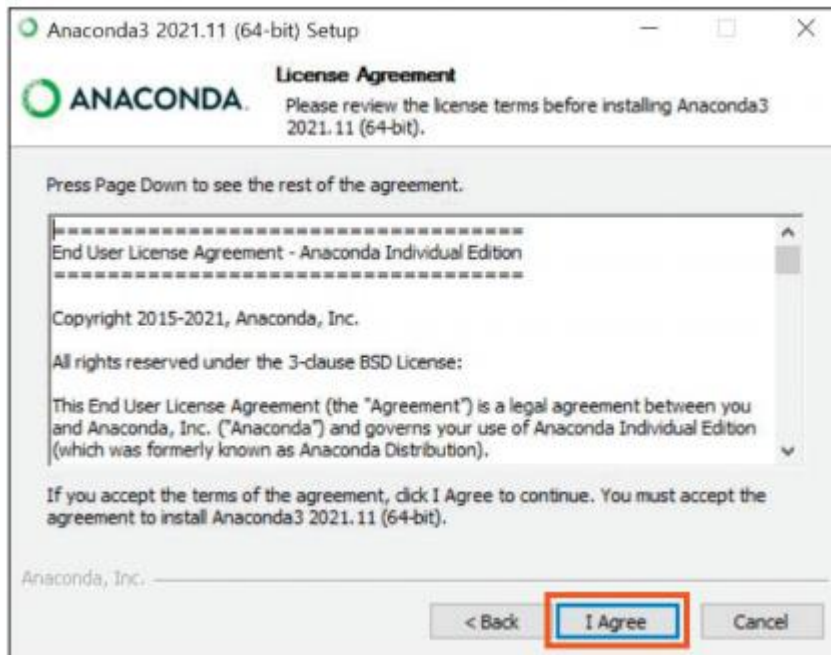 Anaconda3 2021.11 (64-bit) Setup
ANACONDA.
License Agreement
Please review the license terms before installing Anaconda3
2021.11 (64-bit).
Press Page Down to see the rest of the agreement.
===================================
End User License Agreement - Anaconda Individual Edition
===================================
Copyright 2015-2021, Anaconda, Inc.
All rights reserved under the 3-clause BSD License:
This End User License Agreement (the "Agreement") is a legal agreement between you
and Anaconda, Inc. ("Anaconda") and governs your use of Anaconda Individual Edition
(which was formerly known as Anaconda Distribution).
If you accept the terms of the agreement, click I Agree to continue. You must accept the
agreement to install Anaconda3 2021.11 (64-bit).
Anaconda, Inc.
< Back I Agree Cancel